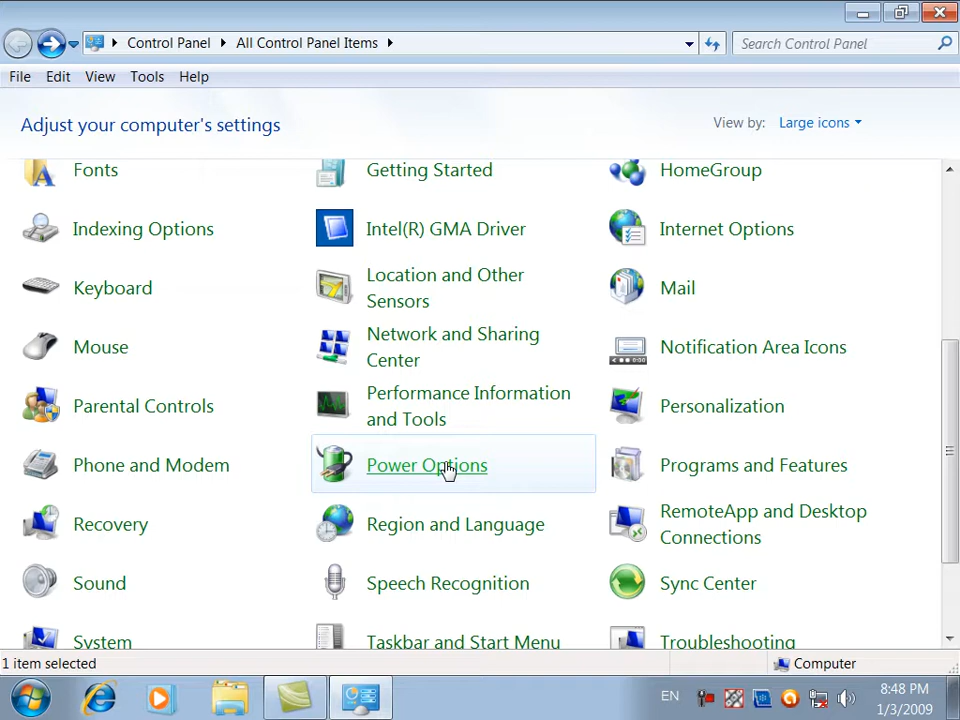 Control Panel All Control Panel Items Search Control Panel
File Edit View Tools Help
Adjust your computer's settings View by: Large icons
Fonts Getting Started HomeGroup
Indexing Options Intel(R) GMA Driver Internet Options
Keyboard Location and Other Sensors Mail
Mouse Network and Sharing Center Notification Area Icons
Parental Controls Performance Information and Tools Personalization
Phone and Modem Power Options Programs and Features
Recovery Region and Language RemoteApp and Desktop Connections
Sound Speech Recognition Sync Center
System Taskbar and Start Menu Troubleshooting
1 item selected Computer
EN 8:48 PM
1/3/2009